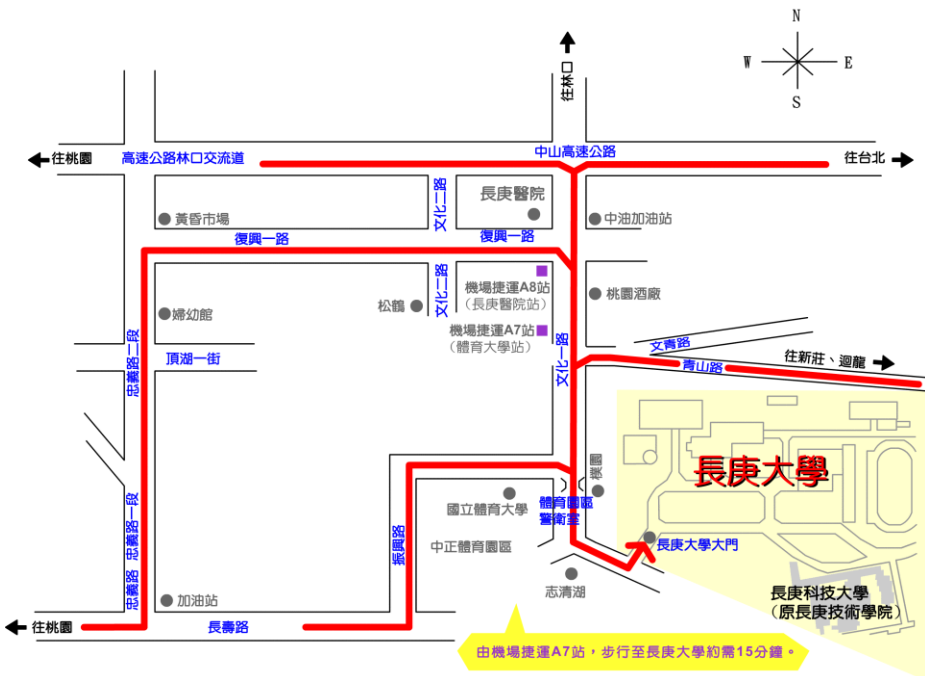 N
W
E
S
往林口
往桃園
高速公路林口交流道
中山高速公路
往台北
黃昏市場
文化二路
長庚醫院
中油加油站
復興一路
復興一路
機場捷運A8站
(長庚醫院站)
桃園酒廠
婦幼館
松鶴
文化二路
機場捷運A7站
(體育大學站)
文青路
忠義路二段
頂湖一街
文化一路
青山路
往新莊、迴龍
長庚大學
樸園
國立體育大學
體育園區
警衛室
忠義路一段
振興路
中正體育園區
長庚大學大門
志清湖
長庚科技大學
(原長庚技術學院)
忠義路
加油站
往桃園
長壽路
由機場捷運A7站，步行至長庚大學約需15分鐘。